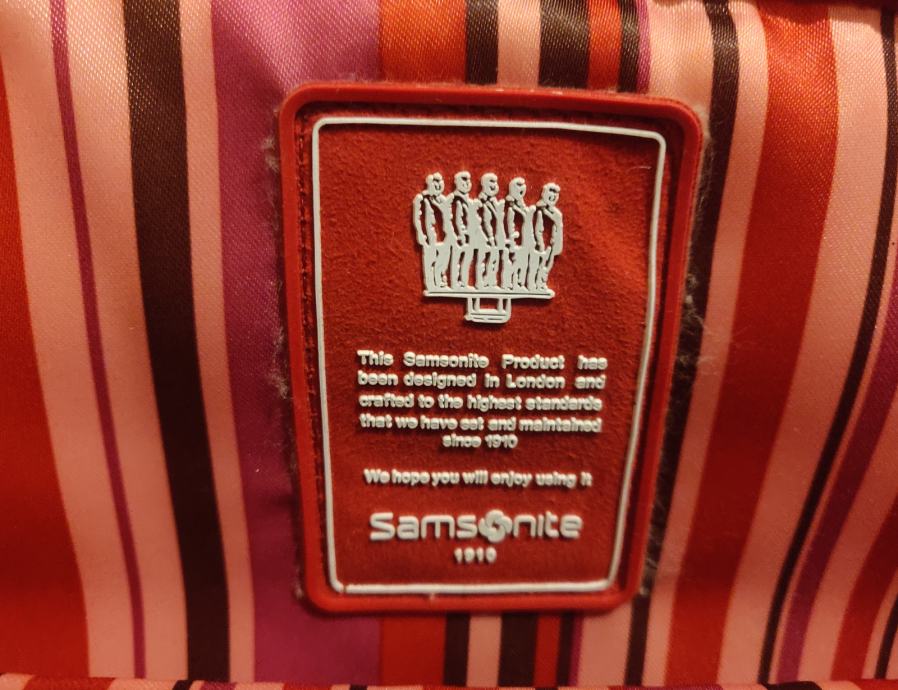 This Samsonite Product has
been designed in London and
crafted to the highest standards
that we have set and maintained
since 1910
We hope you will enjoy using it
Samsonite
1910